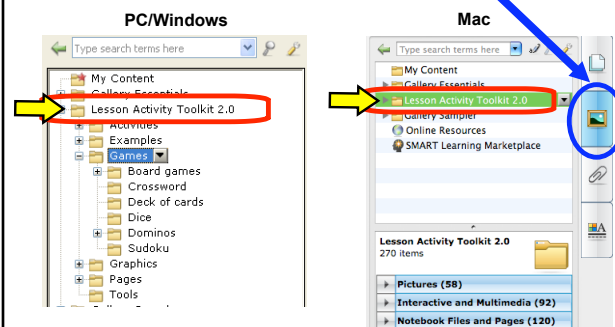 PC/Windows
Type search terms here
My Content
Gallery Essentials
Lesson Activity Toolkit 2.0
Activities
Examples
Games
Board games
Crossword
Deck of cards
Dice
Dominos
Sudoku
Graphics
Pages
Tools
Mac
Type search terms here
My Content
Gallery Essentials
Lesson Activity Toolkit 2.0
Gallery Sampler
Online Resources
SMART Learning Marketplace
Lesson Activity Toolkit 2.0
270 items
Pictures (58)
Interactive and Multimedia (92)
Notebook Files and Pages (120)